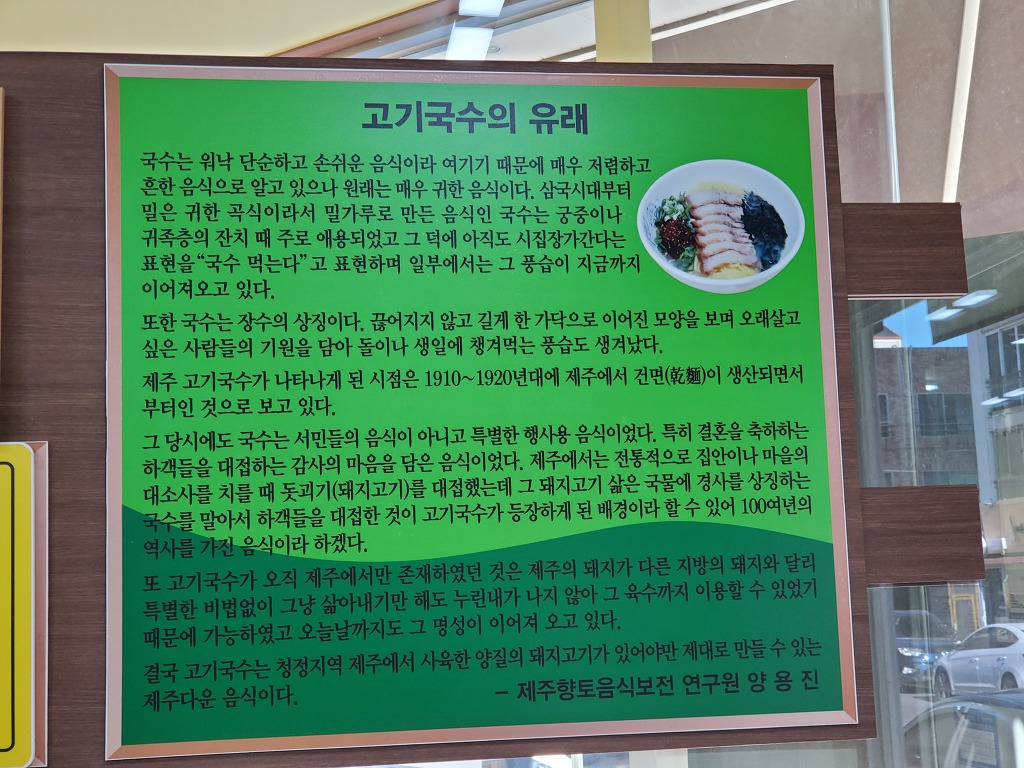 고기국수의 유래
국수는 워낙 단순하고 손쉬운 음식이라 여기기 때문에 매우 저렴하고
흔한 음식으로 알고 있으나 원래는 매우 귀한 음식이다. 삼국시대부터
밀은 귀한 곡식이라서 밀가루로 만든 음식인 국수는 궁중이나
귀족층의 잔치 때 주로 애용되었고 그 덕에 아직도 시집장가간다는
표현을 “국수 먹는다”고 표현하며 일부에서는 그 풍습이 지금까지
이어져오고 있다.
또한 국수는 장수의 상징이다. 끊어지지 않고 길게 한 가닥으로 이어진 모양을 보며 오래살고
싶은 사람들의 기원을 담아 돌이나 생일에 챙겨먹는 풍습도 생겨났다.
제주 고기국수가 나타나게 된 시점은 1910~1920년대에 제주에서 건면(乾麵)이 생산되면서
부터인 것으로 보고 있다.
그 당시에도 국수는 서민들의 음식이 아니고 특별한 행사용 음식이었다. 특히 결혼을 축하하는
하객들을 대접하는 감사의 마음을 담은 음식이었다. 제주에서는 전통적으로 집안이나 마을의
대소사를 치를 때 돗괴기(돼지고기)를 대접했는데 그 돼지고기 삶은 국물에 경사를 상징하는
국수를 말아서 하객들을 대접한 것이 고기국수가 등장하게 된 배경이라 할 수 있어 100여년의
역사를 가진 음식이라 하겠다.
또 고기국수가 오직 제주에서만 존재하였던 것은 제주의 돼지가 다른 지방의 돼지와 달리
특별한 비법없이 그냥 삶아내기만 해도 누린내가 나지 않아 그 육수까지 이용할 수 있었기
때문에 가능하였고 오늘날까지도 그 명성이 이어져 오고 있다.
결국 고기국수는 청정지역 제주에서 사육한 양질의 돼지고기가 있어야만 제대로 만들 수 있는
제주다운 음식이다.
– 제주향토음식보전 연구원 양 용 진